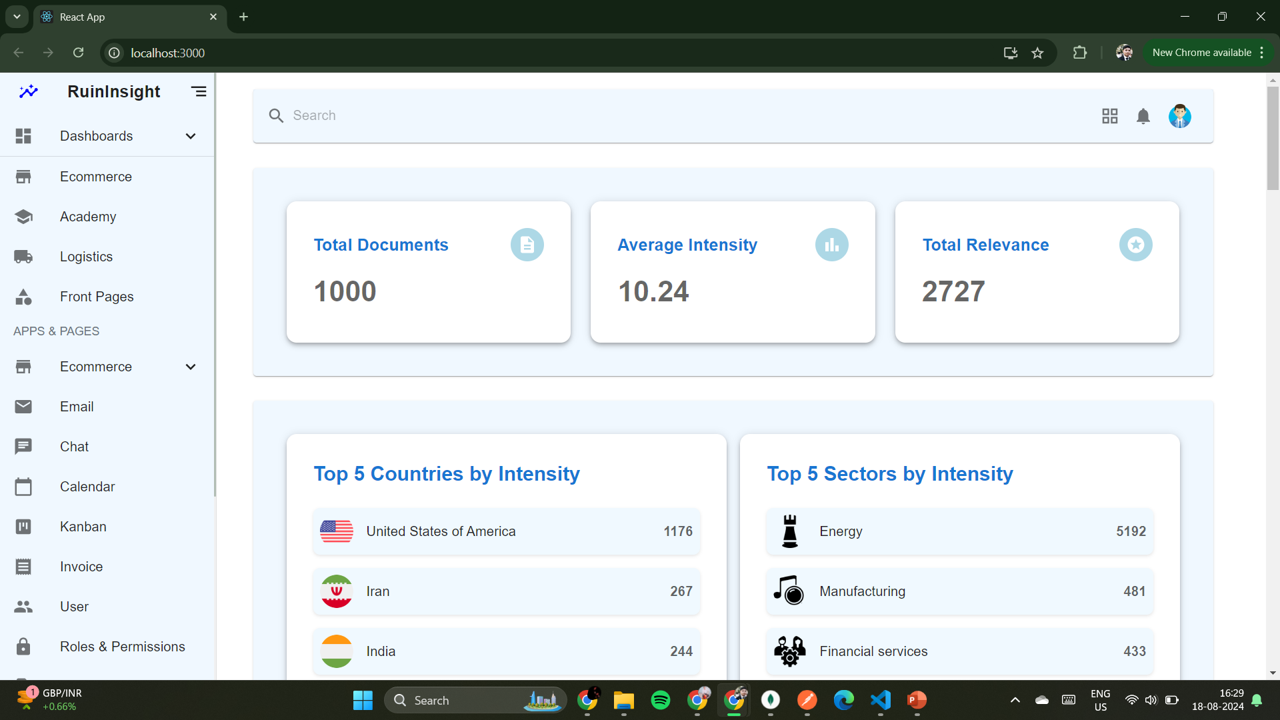 React App
localhost:3000
New Chrome available
RuinInsight
Dashboards
Ecommerce
Academy
Logistics
Front Pages
APPS & PAGES
Ecommerce
Email
Chat
Calendar
Kanban
Invoice
User
Roles & Permissions
Search
Total Documents
1000
Average Intensity
10.24
Total Relevance
2727
Top 5 Countries by Intensity
United States of America 1176
Iran 267
India 244
Top 5 Sectors by Intensity
Energy 5192
Manufacturing 481
Financial services 433
1
GBP/INR
+0.66%
Search
ENG
US
16:29
18-08-2024